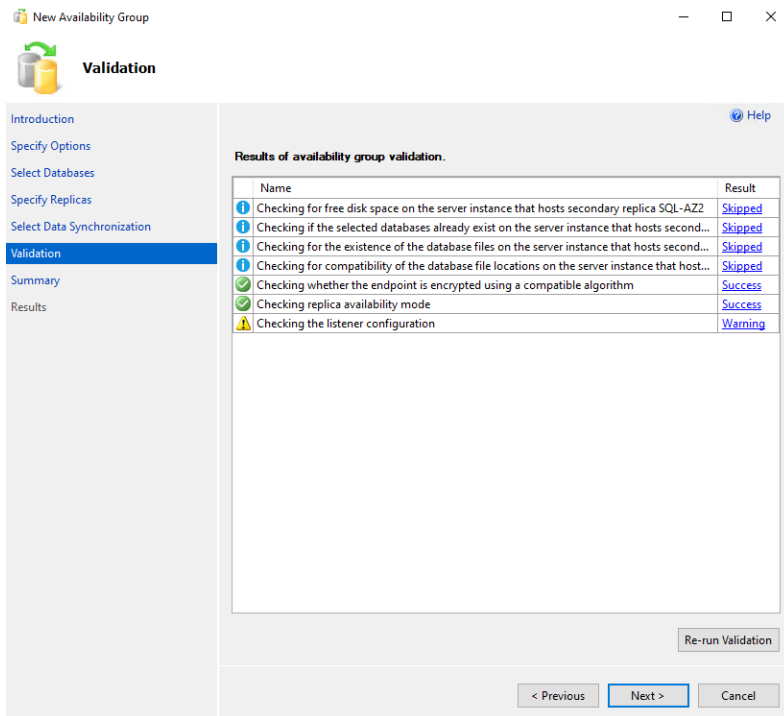 New Availability Group
Validation
Introduction
Specify Options
Select Databases
Specify Replicas
Select Data Synchronization
Validation
Summary
Results
Help
Results of availability group validation.
Name Result
Checking for free disk space on the server instance that hosts secondary replica SQL-AZ2 Skipped
Checking if the selected databases already exist on the server instance that hosts second... Skipped
Checking for the existence of the database files on the server instance that hosts second... Skipped
Checking for compatibility of the database file locations on the server instance that host... Skipped
Checking whether the endpoint is encrypted using a compatible algorithm Success
Checking replica availability mode Success
Checking the listener configuration Warning
Re-run Validation
< Previous Next > Cancel